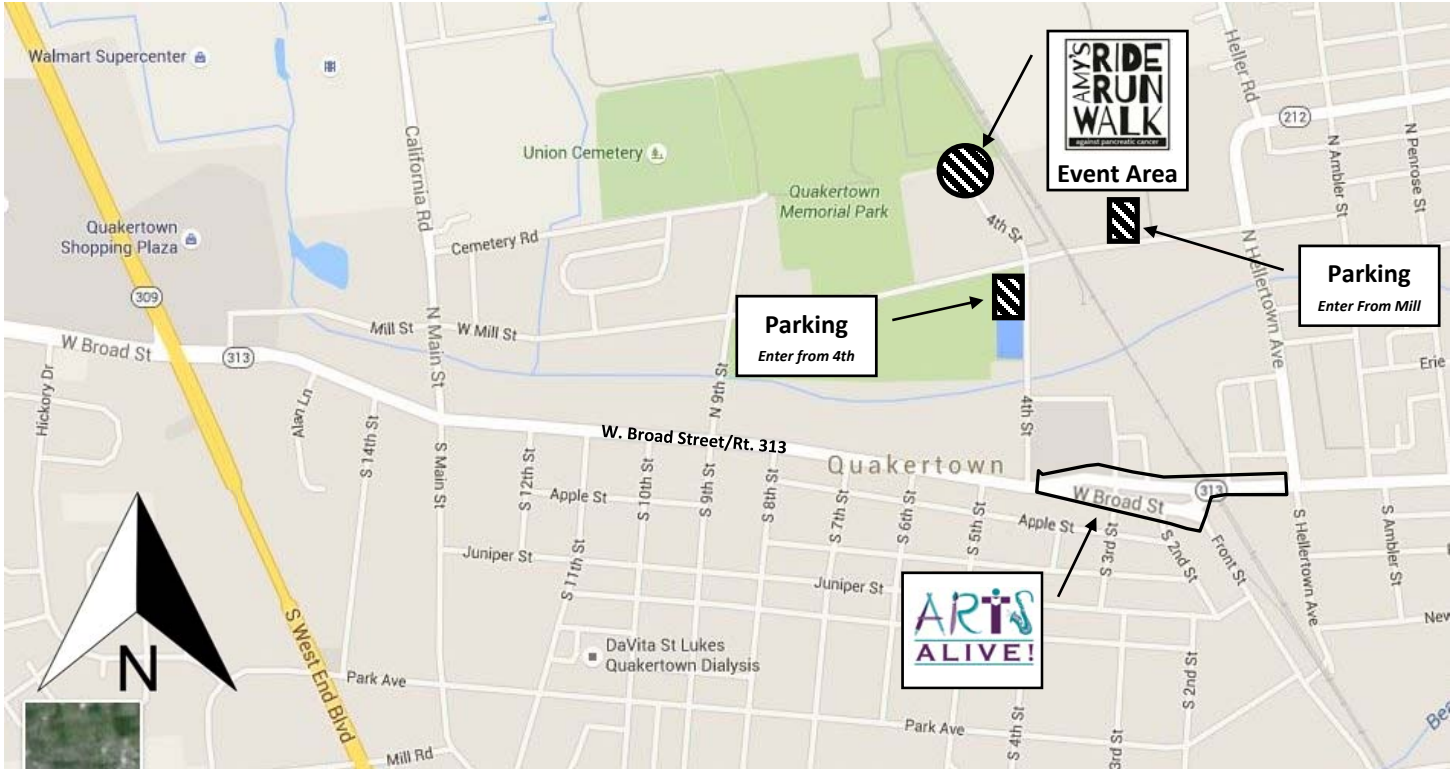 Walmart Supercenter
Quakertown
Shopping Plaza
309
313
W Broad St
Hickory Dr
Alan Ln
Mill St
W Mill St
California Rd
N Main St
S Main St
S 14th St
Cemetery Rd
Union Cemetery
Quakertown
Memorial Park
AMY'S
RIDE
RUN
WALK
against pancreatic cancer
Event Area
Heller Rd
212
N Ambler St
N Penrose St
N Hellertown Ave
4th St
Parking
Enter from 4th
Parking
Enter From Mill
Erie
N 9th St
4th St
W. Broad Street/Rt. 313
Quakertown
W Broad St
313
S 12th St
Apple St
S 10th St
S 9th St
S 8th St
S 7th St
S 6th St
S 5th St
Apple St
S 3rd St
S 2nd St
Front St
S Hellertown Ave
S Ambler St
New
Juniper St
S 11th St
Juniper St
ARTS
ALIVE!
DaVita St Lukes
Quakertown Dialysis
N
S West End Blvd
Park Ave
Park Ave
Mill Rd
S 4th St
3rd St
S 2nd St
Bea